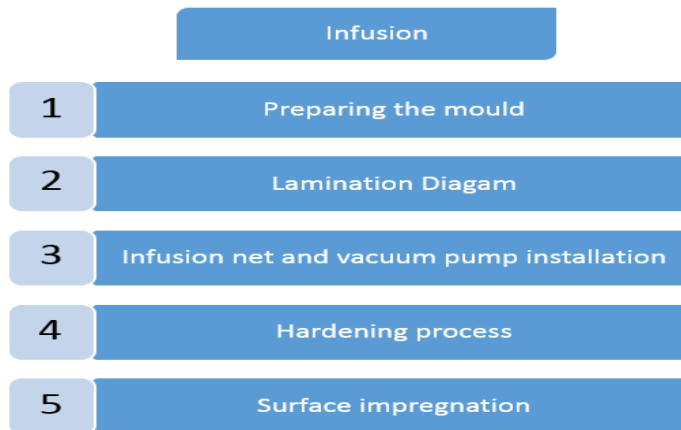 Infusion
1 Preparing the mould
2 Lamination Diagam
3 Infusion net and vacuum pump installation
4 Hardening process
5 Surface impregnation